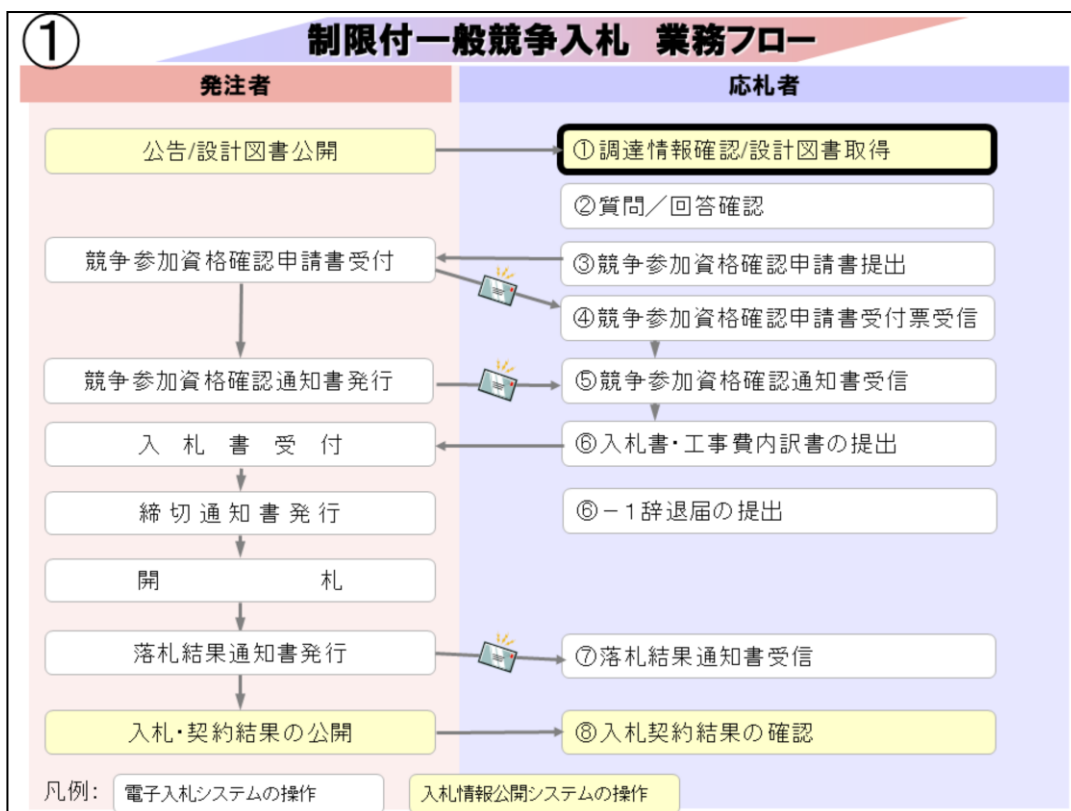 ①
制限付一般競争入札 業務フロー
発注者
応札者
公告/設計図書公開
①調達情報確認/設計図書取得
②質問／回答確認
競争参加資格確認申請書受付
③競争参加資格確認申請書提出
④競争参加資格確認申請書受付票受信
競争参加資格確認通知書発行
⑤競争参加資格確認通知書受信
入札書受付
⑥入札書・工事費内訳書の提出
締切通知書発行
⑥－１辞退届の提出
開札
落札結果通知書発行
⑦落札結果通知書受信
入札・契約結果の公開
⑧入札契約結果の確認
凡例： 電子入札システムの操作 入札情報公開システムの操作